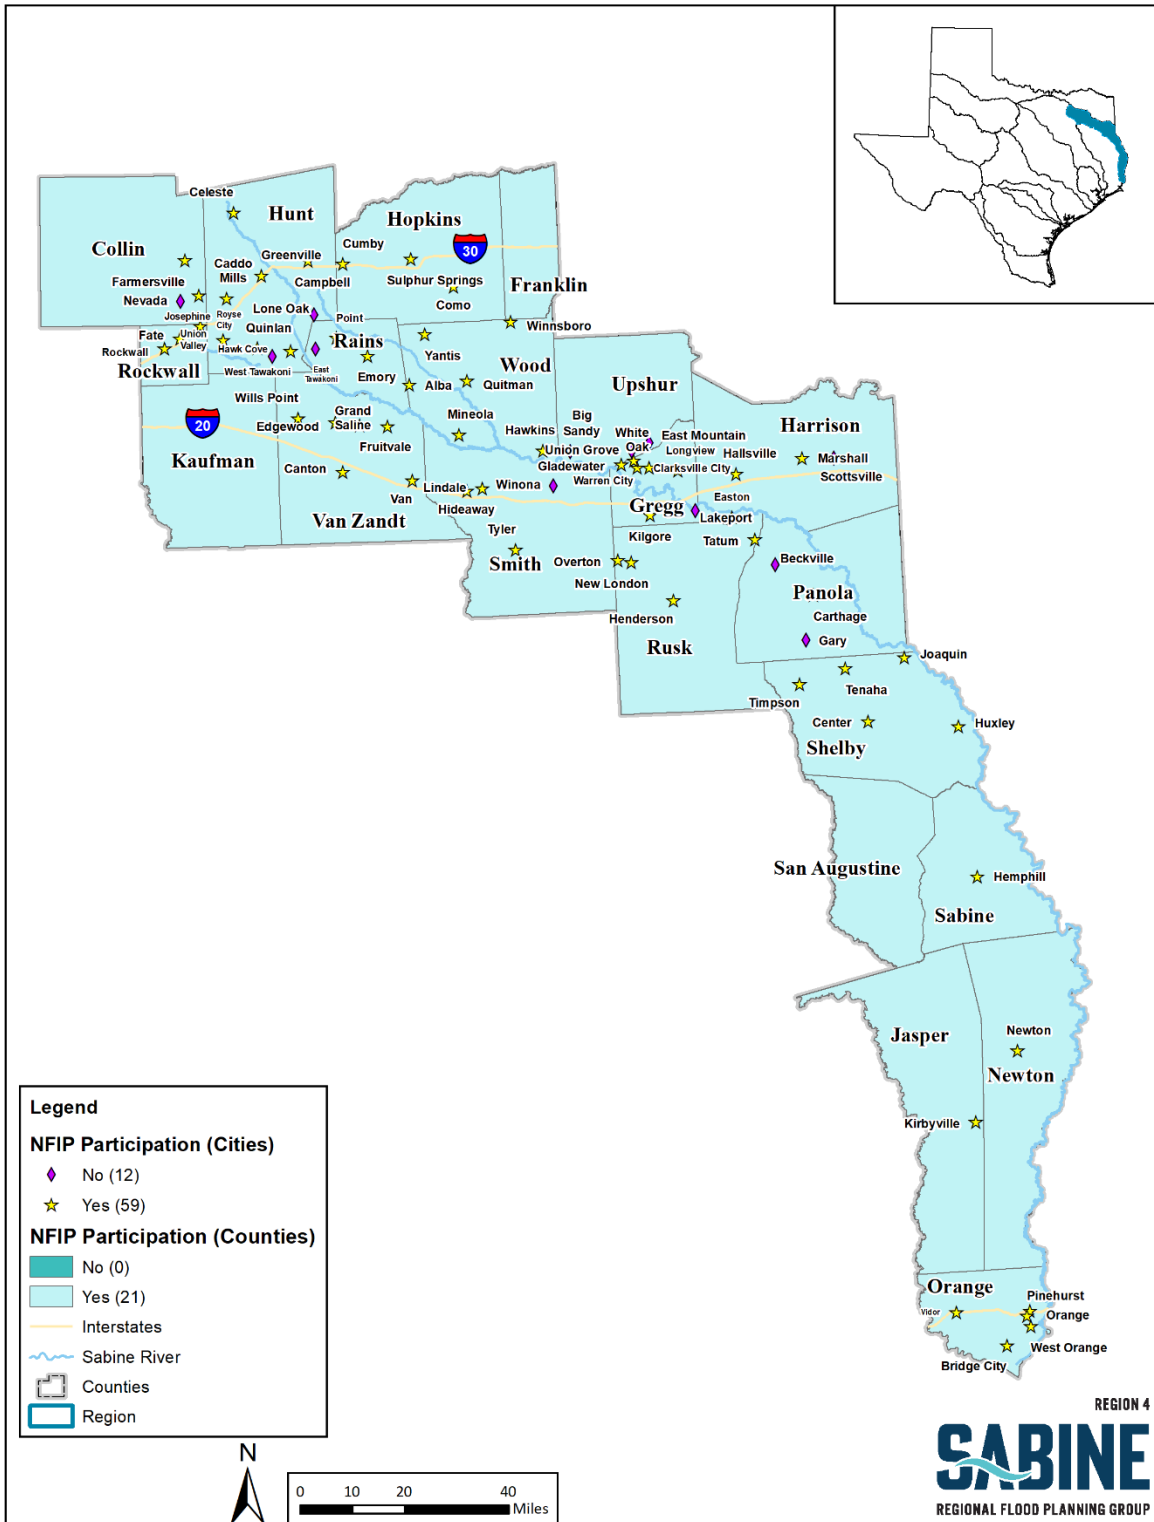 Celeste
Hunt
Hopkins
Collin
Greenville
Cumby
30
Caddo
Mills
Campbell
Sulphur Springs
Farmersville
Nevada
Lone Oak
Como
Franklin
Josephine
Royse
City
Quinlan
Point
Winnsboro
Fate
Union
Valley
Rains
Rockwall
Hawk Cove
Yantis
Wood
Rockwall
West Tawakoni
East
Tawakoni
Emory
Alba
Quitman
Upshur
Wills Point
Grand
Saline
Mineola
Big
Sandy
20
Edgewood
Hawkins
White
Oak
East Mountain
Harrison
Fruitvale
Union Grove
Longview
Hallsville
Marshall
Kaufman
Canton
Gladewater
Clarksville City
Scottsville
Van
Lindale
Winona
Warren City
Easton
Van Zandt
Hideaway
Gregg
Lakeport
Tyler
Kilgore
Tatum
Smith
Overton
Beckville
New London
Panola
Henderson
Carthage
Rusk
Gary
Joaquin
Timpson
Tenaha
Center
Huxley
Shelby
San Augustine
Hemphill
Sabine
Jasper
Newton
Newton
Kirbyville
Orange
Pinehurst
Vidor
Orange
West Orange
Bridge City
Legend
NFIP Participation (Cities)
No (12)
Yes (59)
NFIP Participation (Counties)
No (0)
Yes (21)
Interstates
Sabine River
Counties
Region
N
0 10 20 40
Miles
REGION 4
SABINE
REGIONAL FLOOD PLANNING GROUP